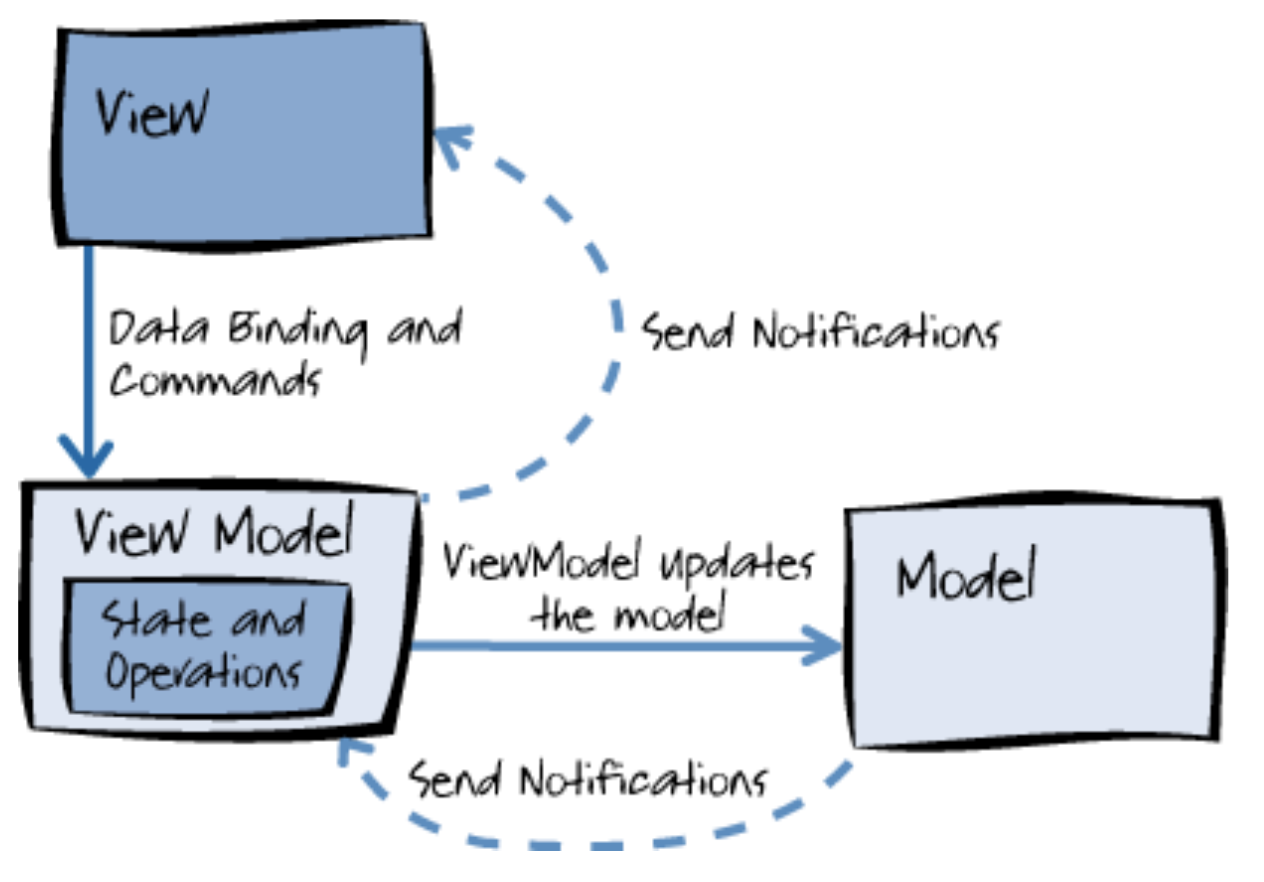 View
Data Binding and
Commands
Send Notifications
View Model
State and
Operations
ViewModel updates
the model
Model
Send Notifications